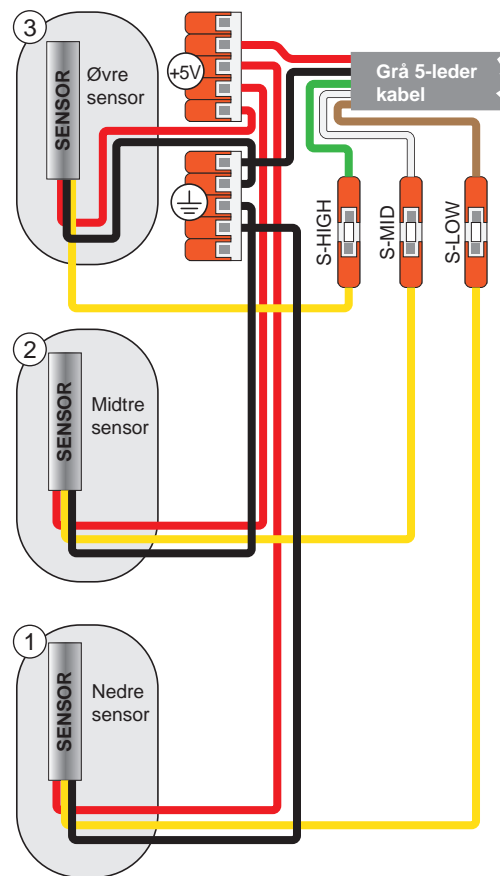 3
SENSOR
Øvre
sensor
+5V
Grå 5-leder
kabel
S-HIGH
S-MID
S-LOW
2
SENSOR
Midtre
sensor
1
SENSOR
Nedre
sensor